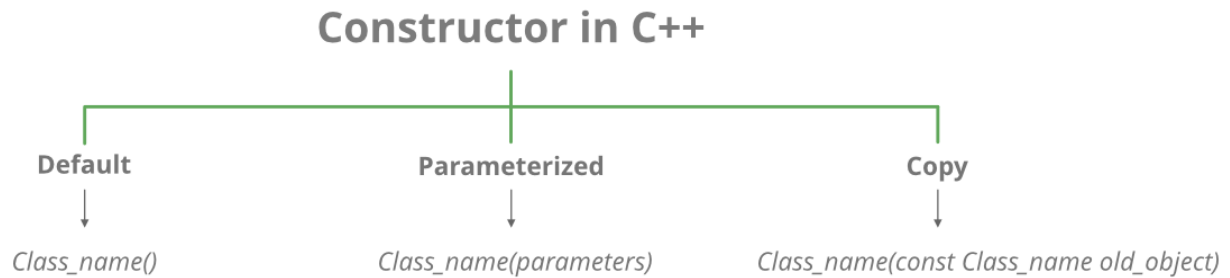 Constructor in C++
Default
Parameterized
Copy
Class_name()
Class_name(parameters)
Class_name(const Class_name old_object)